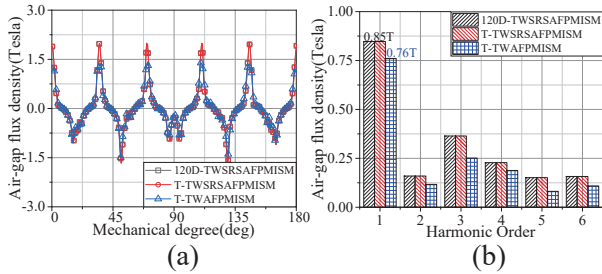 (a)
Air-gap flux density(Tesla)
3.0
1.5
0.0
-1.5
-3.0
120D-TWSRSAFPMISM
T-TWSRSAFPMISM
T-TWAFPMISM
0 45 90 135 180
Mechanical degree(deg)
(a)
(b)
Air-gap flux density(Tesla)
1.00
0.75
0.50
0.25
0.00
0.85T
0.76T
120D-TWSRSAFPMISM
T-TWSRSAFPMISM
T-TWAFPMISM
1 2 3 4 5 6
Harmonic Order
(b)